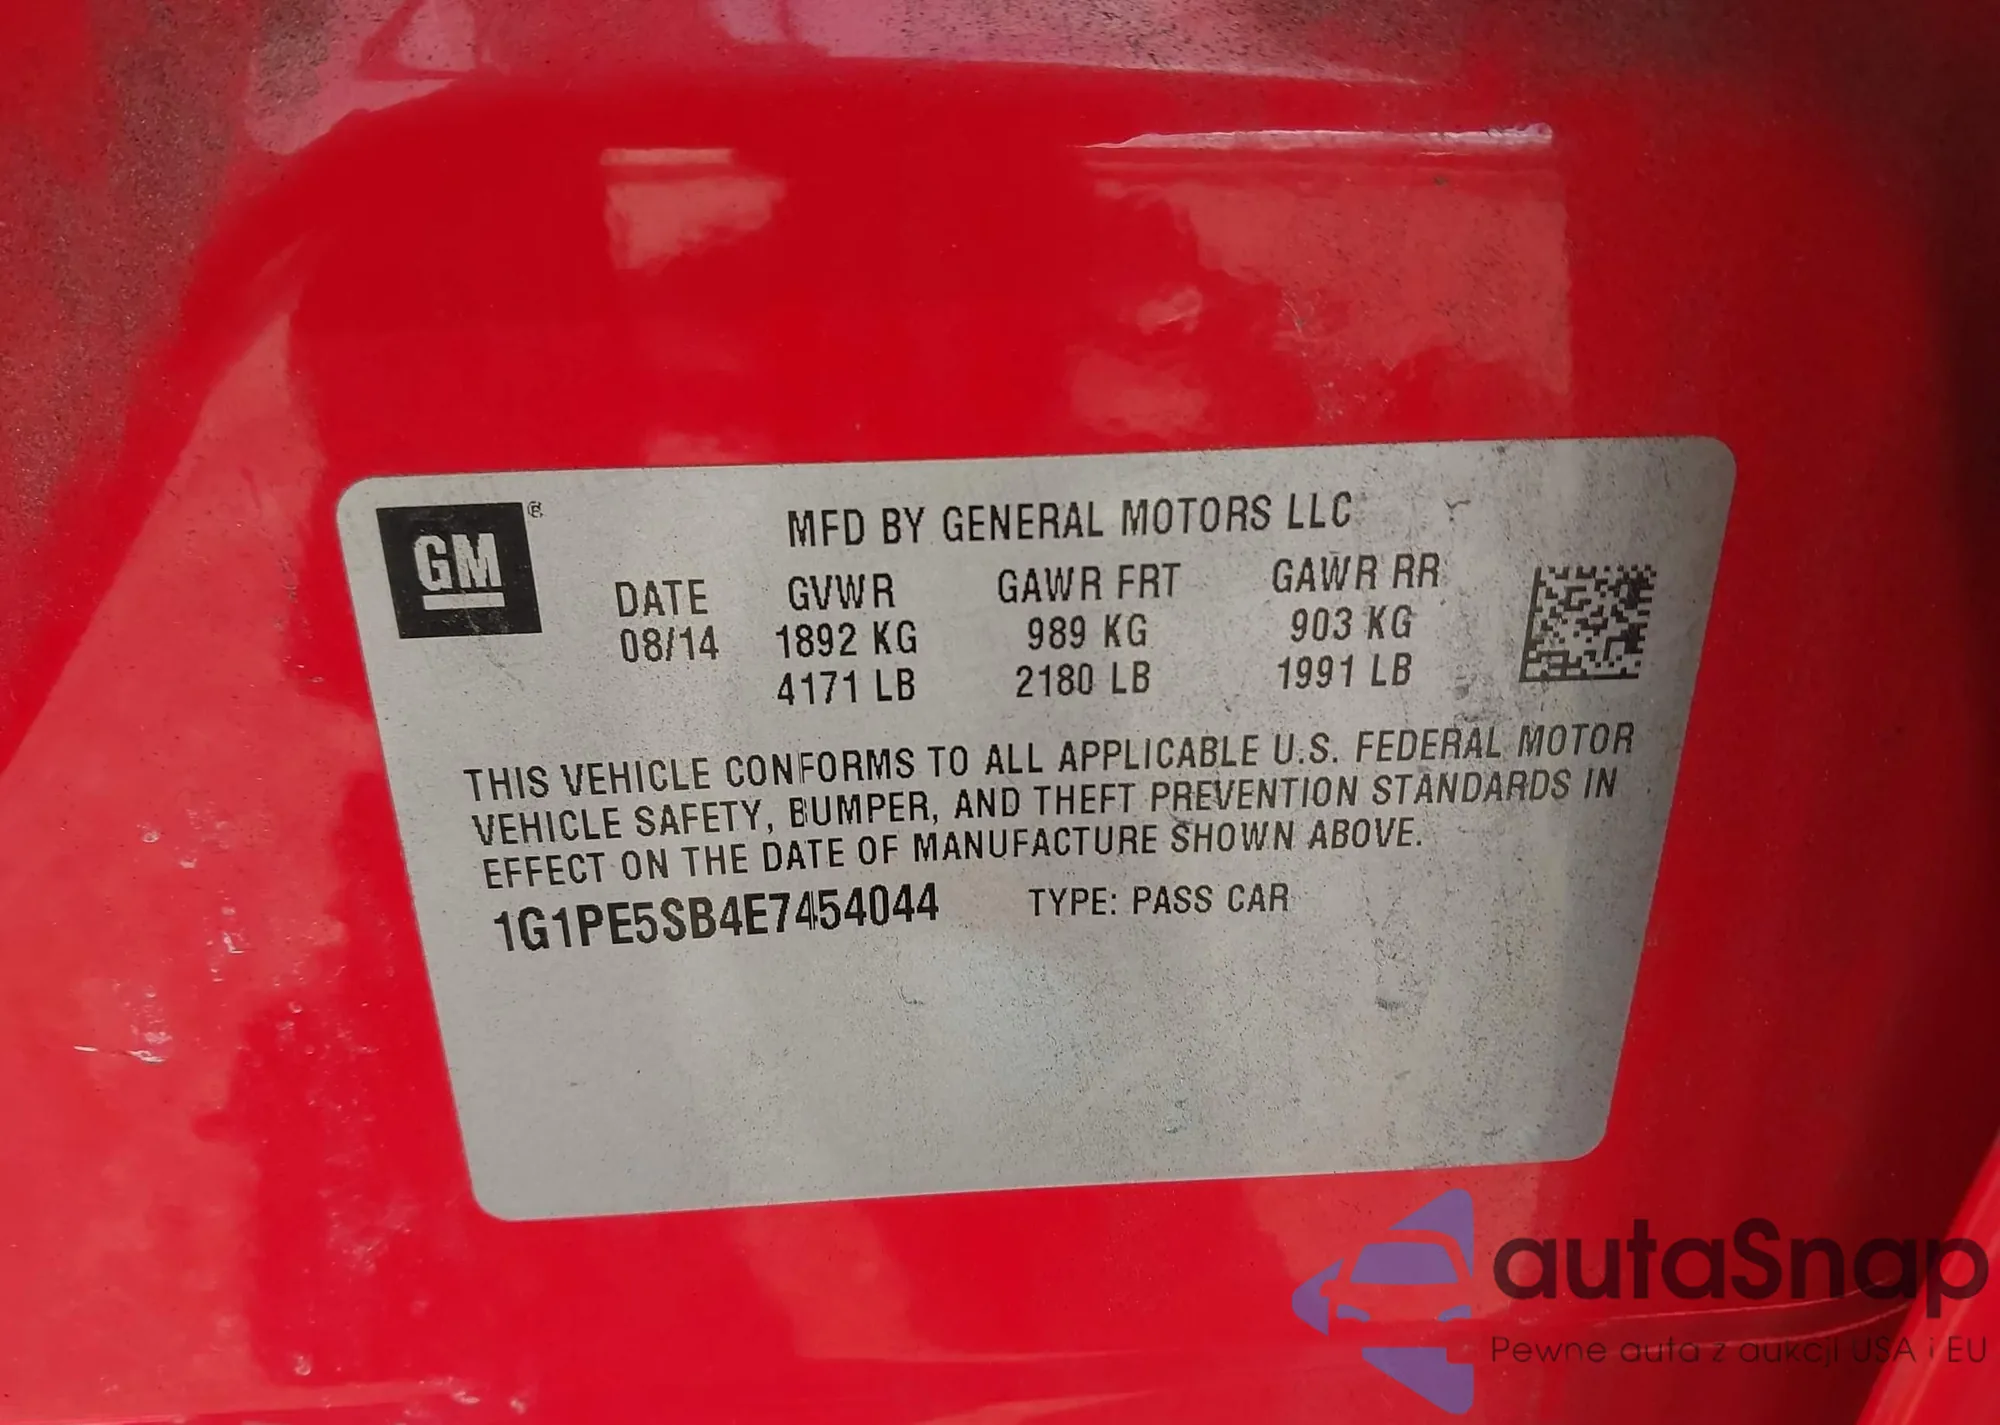 GM®
MFD BY GENERAL MOTORS LLC
DATE GVWR GAWR FRT GAWR RR
08/14 1892 KG 989 KG 903 KG
4171 LB 2180 LB 1991 LB
THIS VEHICLE CONFORMS TO ALL APPLICABLE U.S. FEDERAL MOTOR
VEHICLE SAFETY, BUMPER, AND THEFT PREVENTION STANDARDS IN
EFFECT ON THE DATE OF MANUFACTURE SHOWN ABOVE.
1G1PE5SB4E7454044 TYPE: PASS CAR
autaSnap
Pewne auta z aukcji USA i EU